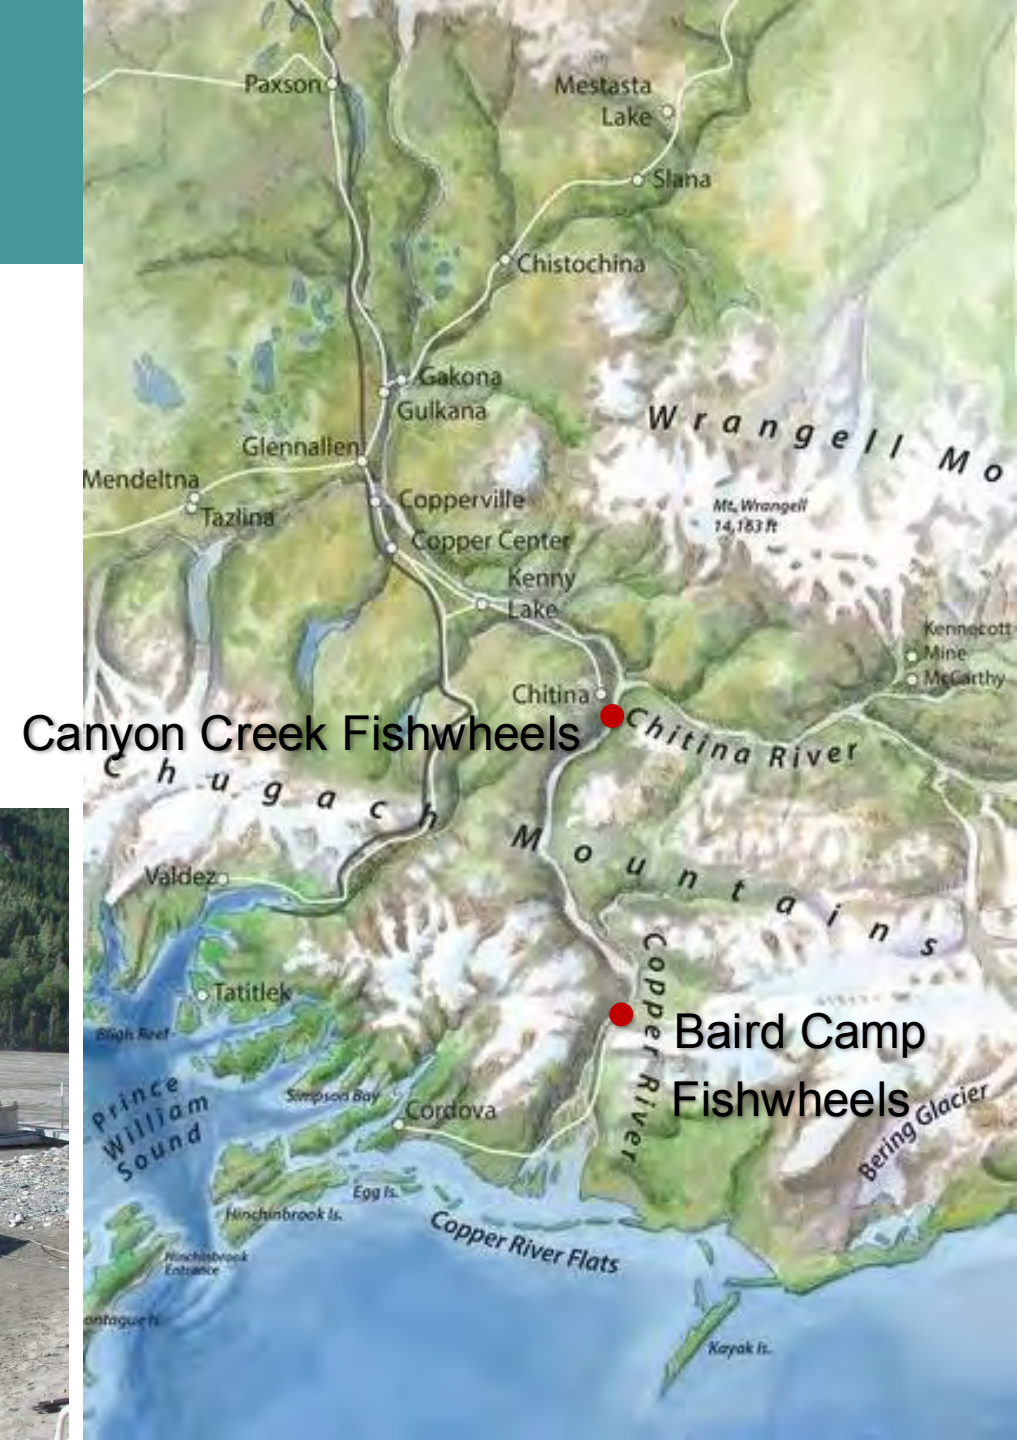 Paxson
Mestasta
Lake
Slana
Chistochina
Gakona
Gulkana
Wrangell Mo
Glennallen
Mendeltna
Tazlina
Copperville
Mt. Wrangell
14,163 ft
Copper Center
Kenny
Lake
Kennecott
Mine
McCarthy
Chitina
Canyon Creek Fishwheels
Chitina River
Chugach Mountains
Valdez
Copper River
Tatitlek
Bligh Reef
Baird Camp
Fishwheels
Prince
William
Sound
Simpson Bay
Cordova
Bering Glacier
Egg Is.
Hinchinbrook Is.
Copper River Flats
Hinchinbrook
Entrance
ontague Is.
Kayak Is.